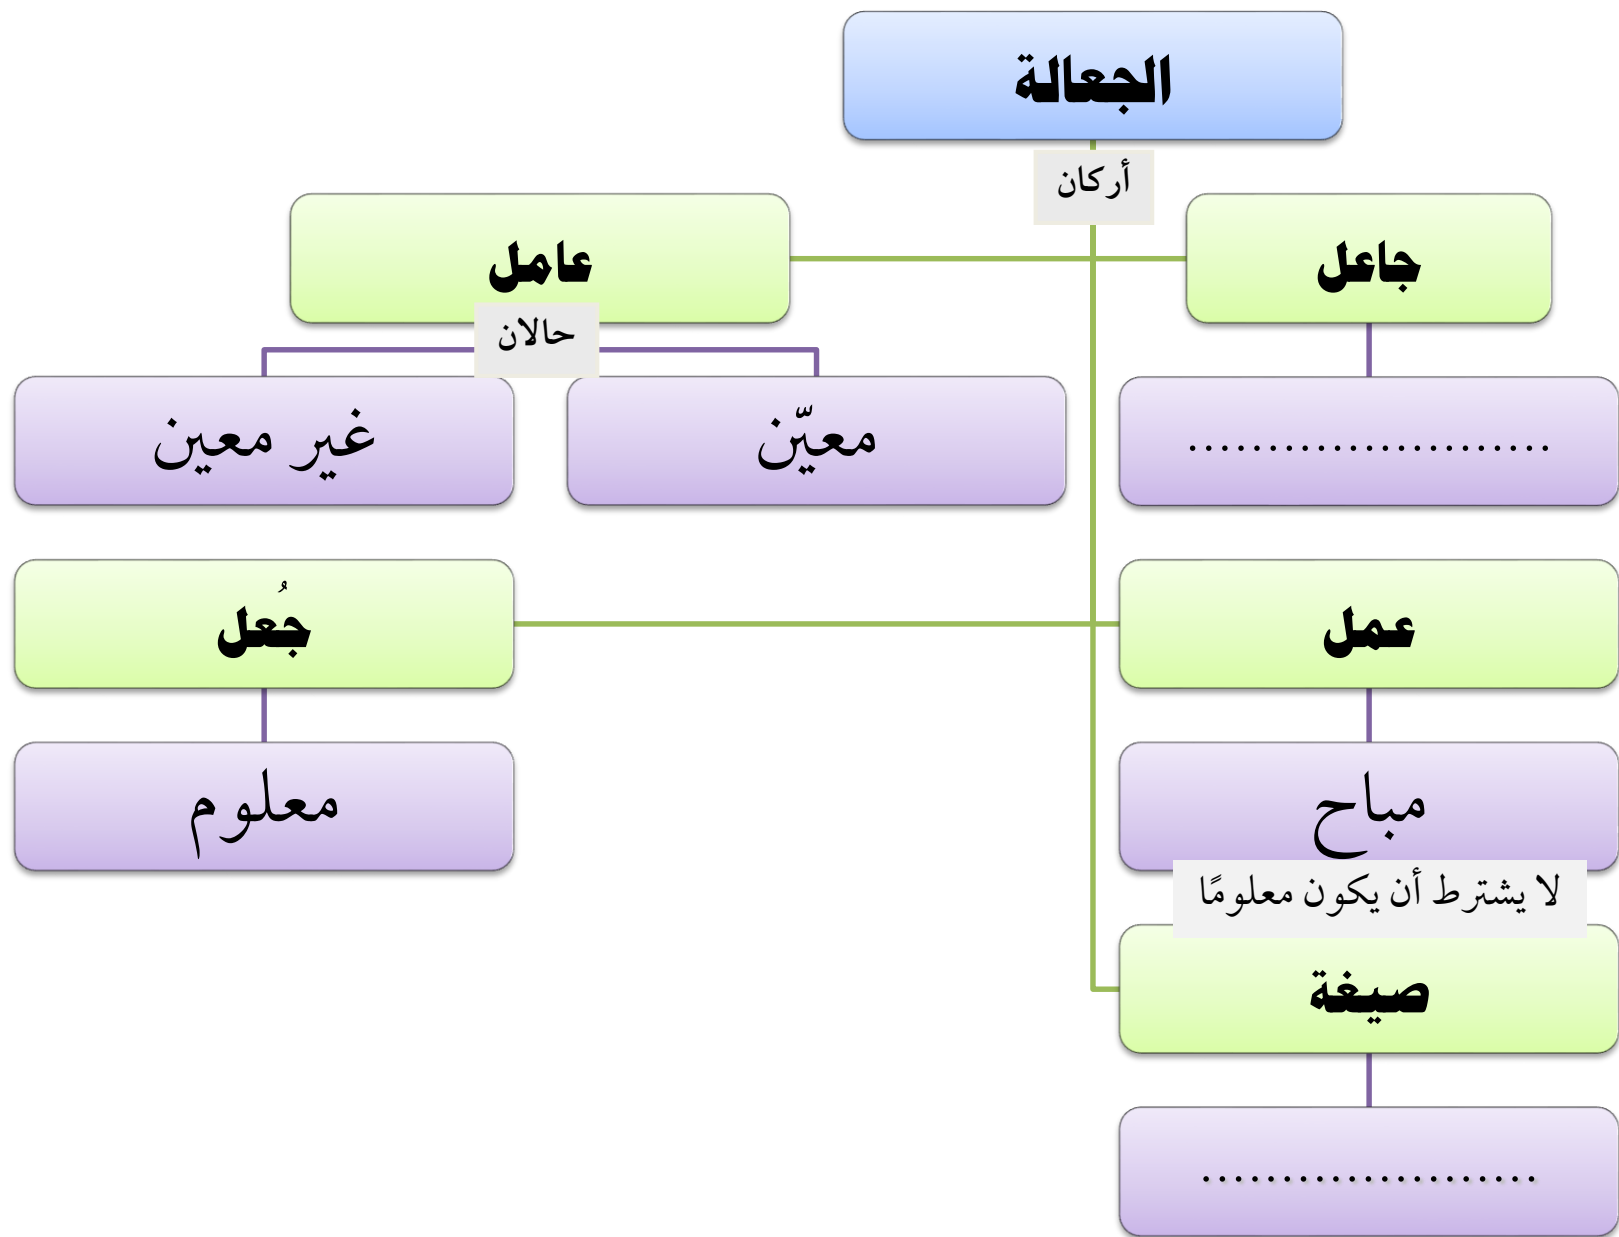 الجعالة
أركان
جاعل
عامل
حالان
.......................
معيّن
غير معين
عمل
جُعل
مباح
معلوم
لا يشترط أن يكون معلومًا
صيغة
.....................